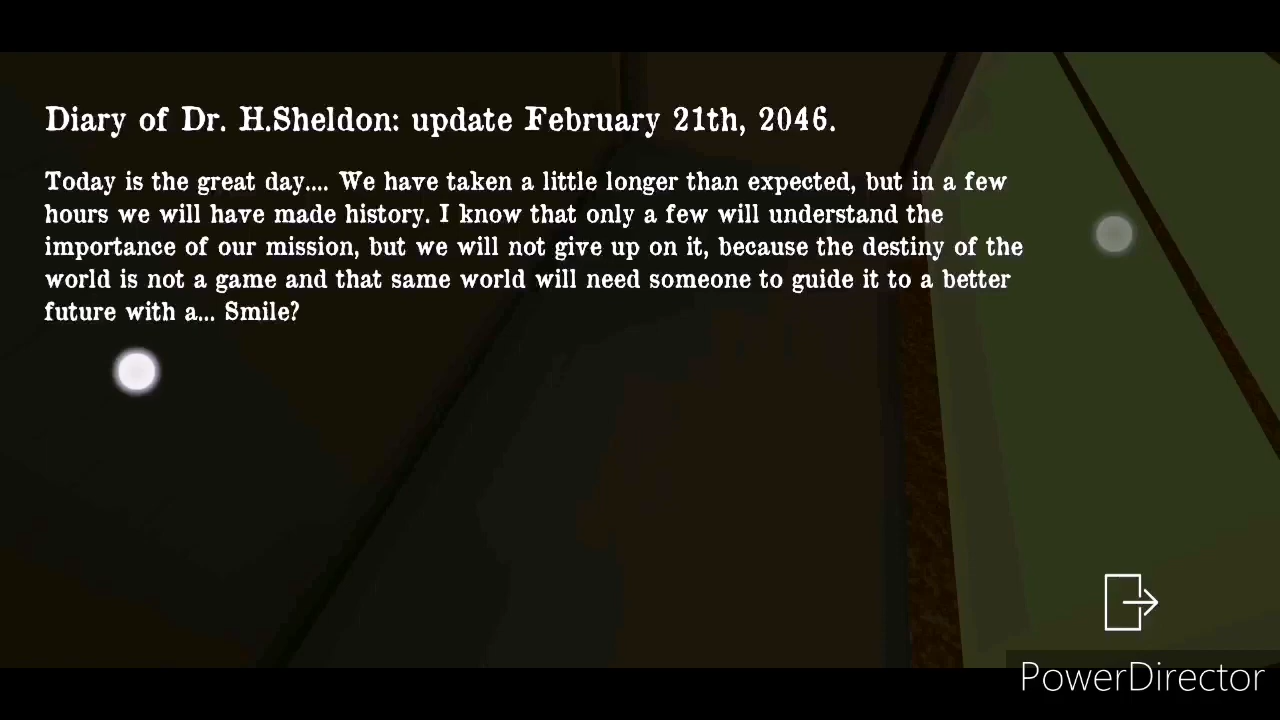 Diary of Dr. H.Sheldon: update February 21th, 2046.
Today is the great day.... We have taken a little longer than expected, but in a few
hours we will have made history. I know that only a few will understand the
importance of our mission, but we will not give up on it, because the destiny of the
world is not a game and that same world will need someone to guide it to a better
future with a... Smile?
PowerDirector